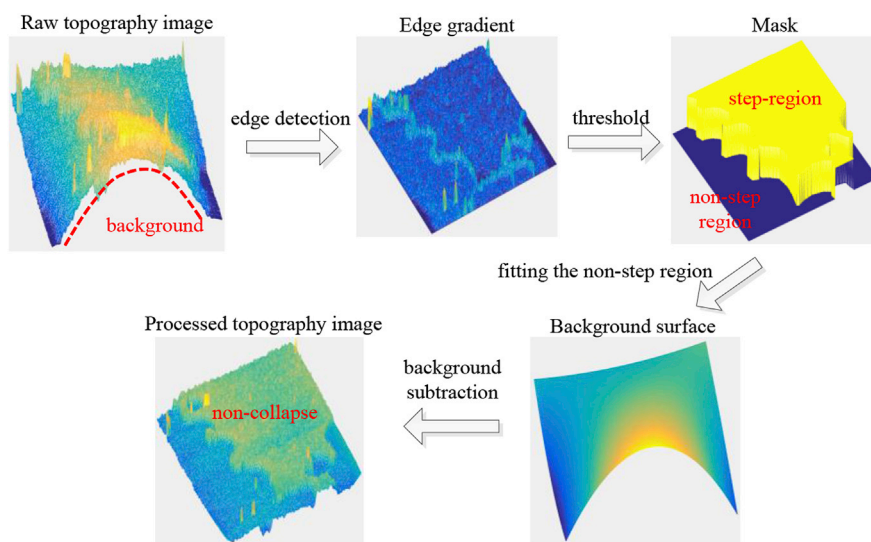 Raw topography image
Edge gradient
Mask
edge detection
threshold
step-region
background
non-step
region
fitting the non-step region
Processed topography image
Background surface
background
subtraction
non-collapse